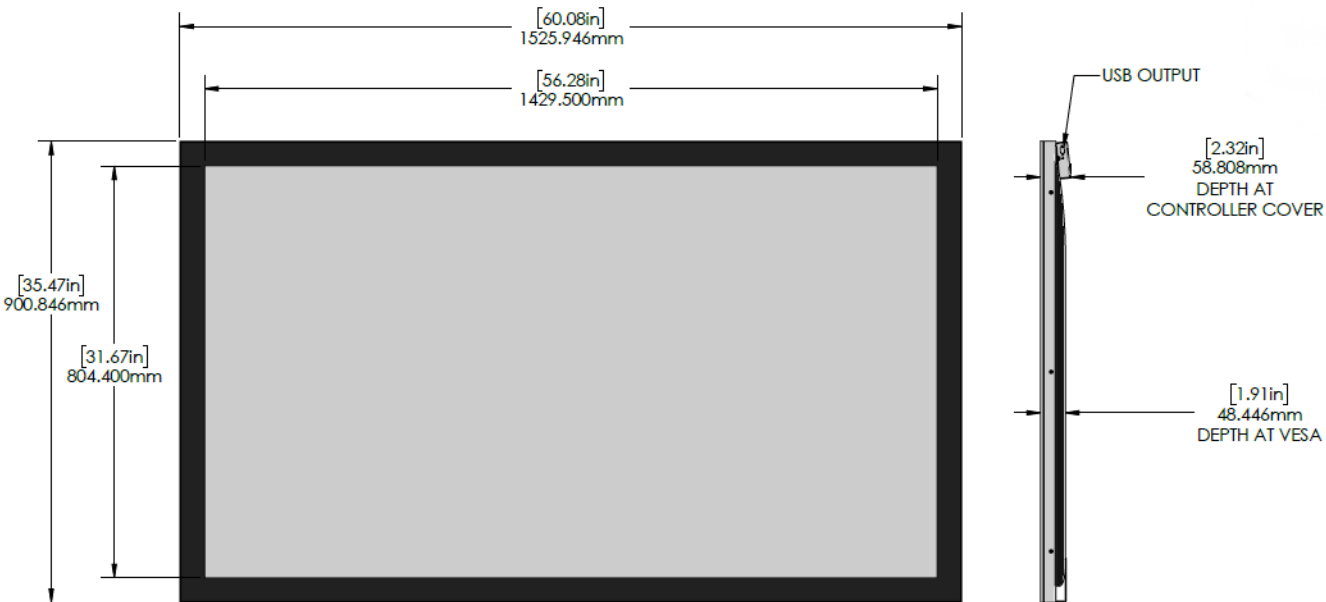 [60.08in]
1525.946mm
[56.28in]
1429.500mm
USB OUTPUT
[2.32in]
58.808mm
DEPTH AT
CONTROLLER COVER
[35.47in]
900.846mm
[31.67in]
804.400mm
[1.91in]
48.446mm
DEPTH AT VESA